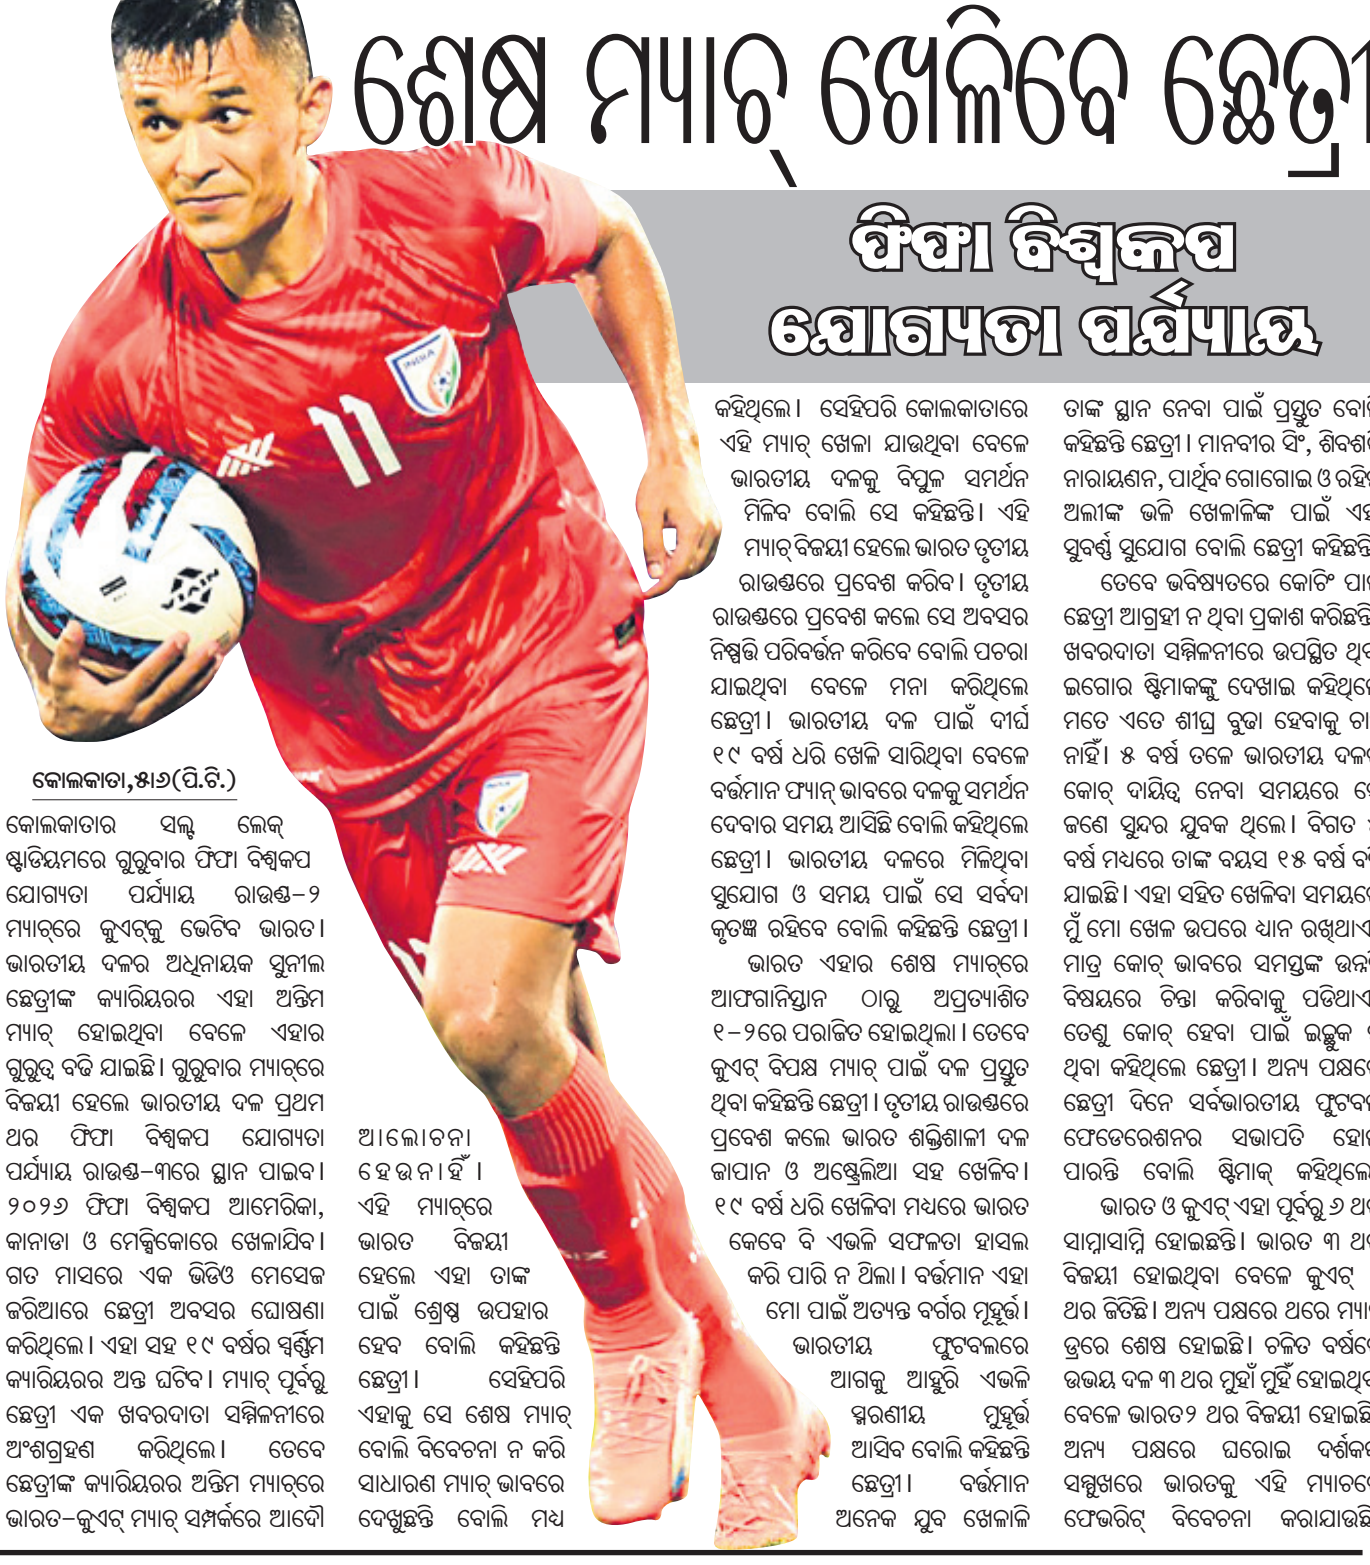 ଶେଷ ମ୍ୟାଚ୍ ଖେଳିବେ ଛେତ୍ରୀ
ଫିଫା ବିଶ୍ୱକପ
ଯୋଗ୍ୟତା ପର୍ଯ୍ୟାୟ
INDIA
11
କୋଲକାତା,୫।୬(ପି.ଟି.)
କୋଲକାତାର ସଲ୍ଟ ଲେକ୍
ଷ୍ଟାଡିୟମରେ ଗୁରୁବାର ଫିଫା ବିଶ୍ୱକପ
ଯୋଗ୍ୟତା ପର୍ଯ୍ୟାୟ ରାଉଣ୍ଡ-୨
ମ୍ୟାଚ୍‌ରେ କୁଏଟ୍‌କୁ ଭେଟିବ ଭାରତ।
ଭାରତୀୟ ଦଳର ଅଧିନାୟକ ସୁନୀଲ
ଛେତ୍ରୀଙ୍କ କ୍ୟାରିୟରର ଏହା ଅନ୍ତିମ
ମ୍ୟାଚ୍ ହୋଇଥିବା ବେଳେ ଏହାର
ଗୁରୁତ୍ୱ ବଢି ଯାଇଛି। ଗୁରୁବାର ମ୍ୟାଚ୍‌ରେ
ବିଜୟୀ ହେଲେ ଭାରତୀୟ ଦଳ ପ୍ରଥମ
ଥର ଫିଫା ବିଶ୍ୱକପ ଯୋଗ୍ୟତା
ପର୍ଯ୍ୟାୟ ରାଉଣ୍ଡ-୩ରେ ସ୍ଥାନ ପାଇବ।
୨୦୨୬ ଫିଫା ବିଶ୍ୱକପ ଆମେରିକା,
କାନାଡା ଓ ମେକ୍ସିକୋରେ ଖେଳାଯିବ।
ଗତ ମାସରେ ଏକ ଭିଡିଓ ମେସେଜ
ଜରିଆରେ ଛେତ୍ରୀ ଅବସର ଘୋଷଣା
କରିଥିଲେ। ଏହା ସହ ୧୯ ବର୍ଷର ସ୍ୱର୍ଣ୍ଣିମ
କ୍ୟାରିୟରର ଅନ୍ତ ଘଟିବ। ମ୍ୟାଚ୍ ପୂର୍ବରୁ
ଛେତ୍ରୀ ଏକ ଖବରଦାତା ସମ୍ମିଳନୀରେ
ଅଂଶଗ୍ରହଣ କରିଥିଲେ। ତେବେ
ଛେତ୍ରୀଙ୍କ କ୍ୟାରିୟରର ଅନ୍ତିମ ମ୍ୟାଚ୍‌ରେ
ଭାରତ-କୁଏଟ୍ ମ୍ୟାଚ୍ ସମ୍ପର୍କରେ ଆଦୌ
ଆଲୋଚନା
ହେଉନାହିଁ।
ଏହି ମ୍ୟାଚ୍‌ରେ
ଭାରତ ବିଜୟୀ
ହେଲେ ଏହା ତାଙ୍କ
ପାଇଁ ଶ୍ରେଷ୍ଠ ଉପହାର
ହେବ ବୋଲି କହିଛନ୍ତି
ଛେତ୍ରୀ। ସେହିପରି
ଏହାକୁ ସେ ଶେଷ ମ୍ୟାଚ୍
ବୋଲି ବିବେଚନା ନ କରି
ସାଧାରଣ ମ୍ୟାଚ୍ ଭାବରେ
ଦେଖୁଛନ୍ତି ବୋଲି ମଧ୍ୟ
କହିଥିଲେ। ସେହିପରି କୋଲକାତାରେ
ଏହି ମ୍ୟାଚ୍ ଖେଳା ଯାଉଥିବା ବେଳେ
ଭାରତୀୟ ଦଳକୁ ବିପୁଳ ସମର୍ଥନ
ମିଳିବ ବୋଲି ସେ କହିଛନ୍ତି। ଏହି
ମ୍ୟାଚ୍ ବିଜୟୀ ହେଲେ ଭାରତ ତୃତୀୟ
ରାଉଣ୍ଡରେ ପ୍ରବେଶ କରିବ। ତୃତୀୟ
ରାଉଣ୍ଡରେ ପ୍ରବେଶ କଲେ ସେ ଅବସର
ନିଷ୍ପତ୍ତି ପରିବର୍ତ୍ତନ କରିବେ ବୋଲି ପଚରା
ଯାଇଥିବା ବେଳେ ମନା କରିଥିଲେ
ଛେତ୍ରୀ। ଭାରତୀୟ ଦଳ ପାଇଁ ଦୀର୍ଘ
୧୯ ବର୍ଷ ଧରି ଖେଳି ସାରିଥିବା ବେଳେ
ବର୍ତ୍ତମାନ ଫ୍ୟାନ୍ ଭାବରେ ଦଳକୁ ସମର୍ଥନ
ଦେବାର ସମୟ ଆସିଛି ବୋଲି କହିଥିଲେ
ଛେତ୍ରୀ। ଭାରତୀୟ ଦଳରେ ମିଳିଥିବା
ସୁଯୋଗ ଓ ସମୟ ପାଇଁ ସେ ସର୍ବଦା
କୃତଜ୍ଞ ରହିବେ ବୋଲି କହିଛନ୍ତି ଛେତ୍ରୀ।
ଭାରତ ଏହାର ଶେଷ ମ୍ୟାଚ୍‌ରେ
ଆଫଗାନିସ୍ତାନ ଠାରୁ ଅପ୍ରତ୍ୟାଶିତ
୧-୨ରେ ପରାଜିତ ହୋଇଥିଲା। ତେବେ
କୁଏଟ୍ ବିପକ୍ଷ ମ୍ୟାଚ୍ ପାଇଁ ଦଳ ପ୍ରସ୍ତୁତ
ଥିବା କହିଛନ୍ତି ଛେତ୍ରୀ। ତୃତୀୟ ରାଉଣ୍ଡରେ
ପ୍ରବେଶ କଲେ ଭାରତ ଶକ୍ତିଶାଳୀ ଦଳ
ଜାପାନ ଓ ଅଷ୍ଟ୍ରେଲିଆ ସହ ଖେଳିବ।
୧୯ ବର୍ଷ ଧରି ଖେଳିବା ମଧ୍ୟରେ ଭାରତ
କେବେ ବି ଏଭଳି ସଫଳତା ହାସଲ
କରି ପାରି ନ ଥିଲା। ବର୍ତ୍ତମାନ ଏହା
ମୋ ପାଇଁ ଅତ୍ୟନ୍ତ ବର୍ଗର ମୂହୂର୍ତ୍ତ।
ଭାରତୀୟ ଫୁଟବଲରେ
ଆଗକୁ ଆହୁରି ଏଭଳି
ସ୍ମରଣୀୟ ମୁହୂର୍ତ୍ତ
ଆସିବ ବୋଲି କହିଛନ୍ତି
ଛେତ୍ରୀ। ବର୍ତ୍ତମାନ
ଅନେକ ଯୁବ ଖେଳାଳି
ତାଙ୍କ ସ୍ଥାନ ନେବା ପାଇଁ ପ୍ରସ୍ତୁତ
କହିଛନ୍ତି ଛେତ୍ରୀ। ମାନବୀର ସିଂ,
ନାରାୟଣନ, ପାର୍ଥିବ ଗୋଗୋଇ ଓ
ଅଲୀଙ୍କ ଭଳି ଖେଳାଳିଙ୍କ ପାଇଁ
ସୁବର୍ଣ୍ଣ ସୁଯୋଗ ବୋଲି ଛେତ୍ରୀ କହିଛନ୍ତି
ତେବେ ଭବିଷ୍ୟତରେ କୋଚିଂ
ଛେତ୍ରୀ ଆଗ୍ରହୀ ନ ଥିବା ପ୍ରକାଶ କରିଛନ୍ତି
ଖବରଦାତା ସମ୍ମିଳନୀରେ ଉପସ୍ଥିତ
ଇଗୋର ଷ୍ଟିମାକଙ୍କୁ ଦେଖାଇ
ମତେ ଏତେ ଶୀଘ୍ର ବୁଢା ହେବାକୁ
ନାହିଁ। ୫ ବର୍ଷ ତଳେ ଭାରତୀୟ
କୋଚ୍ ଦାୟିତ୍ୱ ନେବା ସମୟରେ
ଜଣେ ସୁନ୍ଦର ଯୁବକ ଥିଲେ। ବିଗତ
ବର୍ଷ ମଧ୍ୟରେ ତାଙ୍କ ବୟସ ୧୫ ବର୍ଷ
ଯାଇଛି। ଏହା ସହିତ ଖେଳିବା
ମୁଁ ମୋ ଖେଳ ଉପରେ ଧ୍ୟାନ
ମାତ୍ର କୋଚ୍ ଭାବରେ ସମସ୍ତଙ୍କ
ବିଷୟରେ ଚିନ୍ତା କରିବାକୁ
ତେଣୁ କୋଚ୍ ହେବା ପାଇଁ ଇଚ୍ଛୁକ
ଥିବା କହିଥିଲେ ଛେତ୍ରୀ। ଅନ୍ୟ
ଛେତ୍ରୀ ଦିନେ ସର୍ବଭାରତୀୟ
ଫେଡେରେଶନର ସଭାପତି
ପାରନ୍ତି ବୋଲି ଷ୍ଟିମାକ୍ କହିଥିଲେ
ଭାରତ ଓ କୁଏଟ୍ ଏହା ପୂର୍ବରୁ ୬
ସାମ୍ନାସାମ୍ନି ହୋଇଛନ୍ତି। ଭାରତ ୩
ବିଜୟୀ ହୋଇଥିବା ବେଳେ କୁଏଟ୍
ଥର ଜିତିଛି। ଅନ୍ୟ ପକ୍ଷରେ ଥରେ
ଡ୍ରରେ ଶେଷ ହୋଇଛି। ଚଳିତ
ଉଭୟ ଦଳ ୩ ଥର ମୁହାଁ ମୁହିଁ
ବେଳେ ଭାରତ୨ ଥର ବିଜୟୀ ହୋଇଛି
ଅନ୍ୟ ପକ୍ଷରେ ଘରୋଇ
ସମ୍ମୁଖରେ ଭାରତକୁ ଏହି
ଫେଭରିଟ୍ ବିବେଚନା କରାଯାଉଛି